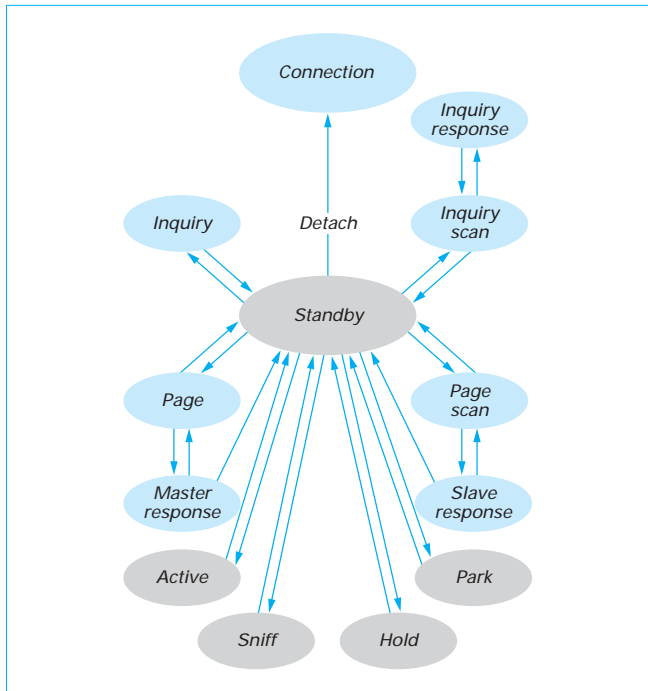 Connection
Inquiry
response
Inquiry
Detach
Inquiry
scan
Standby
Page
Page
scan
Master
response
Slave
response
Active
Park
Sniff
Hold